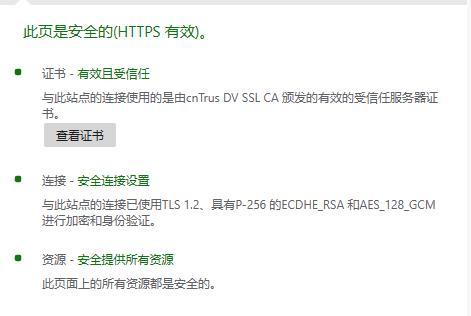 此页是安全的(HTTPS 有效)。
证书 - 有效且受信任
与此站点的连接使用的是由cnTrus DV SSL CA 颁发的有效的受信任服务器证
书。
查看证书
连接 - 安全连接设置
与此站点的连接已使用TLS 1.2、具有P-256 的ECDHE_RSA 和AES_128_GCM
进行加密和身份验证。
资源 - 安全提供所有资源
此页面上的所有资源都是安全的。